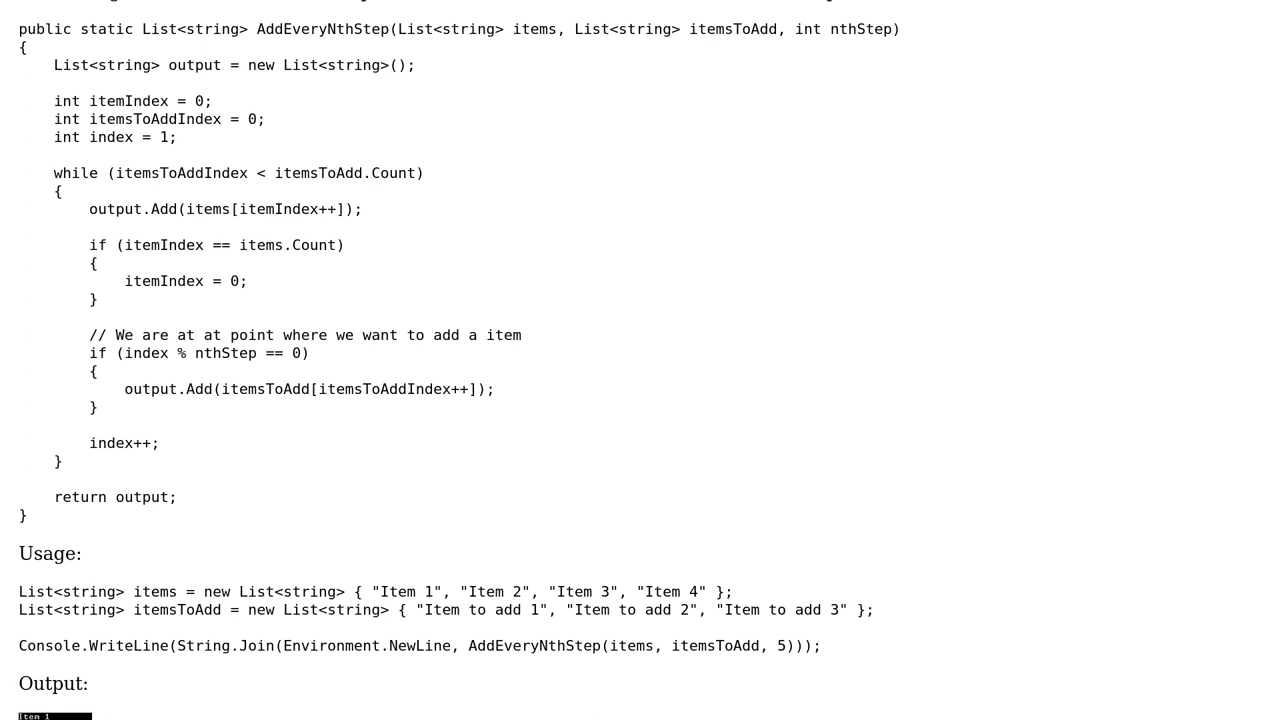 public static List<string> AddEveryNthStep(List<string> items, List<string> itemsToAdd, int nthStep)
{
    List<string> output = new List<string>();

    int itemIndex = 0;
    int itemsToAddIndex = 0;
    int index = 1;

    while (itemsToAddIndex < itemsToAdd.Count)
    {
        output.Add(items[itemIndex++]);

        if (itemIndex == items.Count)
        {
            itemIndex = 0;
        }

        // We are at at point where we want to add a item
        if (index % nthStep == 0)
        {
            output.Add(itemsToAdd[itemsToAddIndex++]);
        }

        index++;
    }

    return output;
}
Usage:
List<string> items = new List<string> { "Item 1", "Item 2", "Item 3", "Item 4" };
List<string> itemsToAdd = new List<string> { "Item to add 1", "Item to add 2", "Item to add 3" };

Console.WriteLine(String.Join(Environment.NewLine, AddEveryNthStep(items, itemsToAdd, 5)));
Output:
Item 1